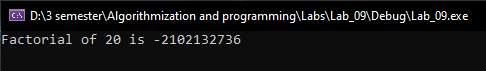 D:\3 semester\Algorithmization and programming\Labs\Lab_09\Debug\Lab_09.exe
Factorial of 20 is -2102132736